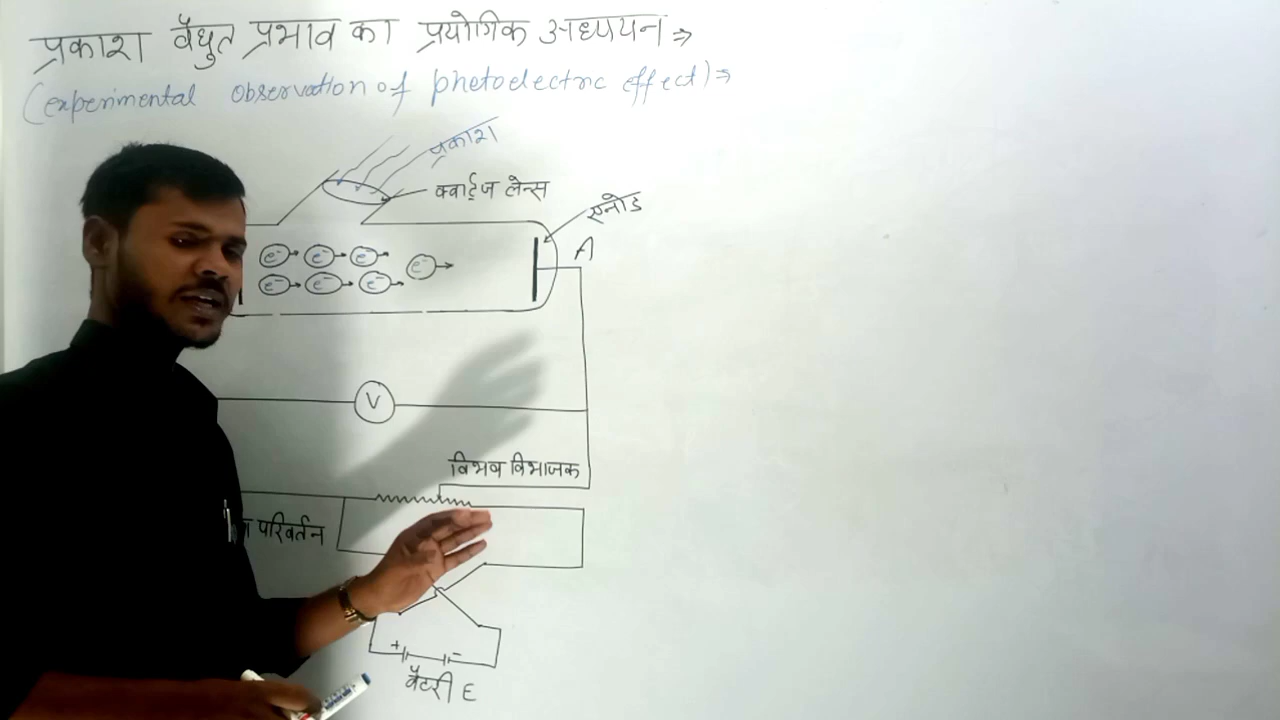 प्रकाश वैधुत प्रभाव का प्रयोगिक अध्ययन ⇒
(experimental observation of photoelectric effect) ⇒
प्रकाश
क्वार्ट्ज लेन्स
एनोड
A
e⁻ e⁻ e⁻ e⁻
e⁻ e⁻ e⁻
V
विभव विभाजक
परिवर्तन
+ -
बैटरी E